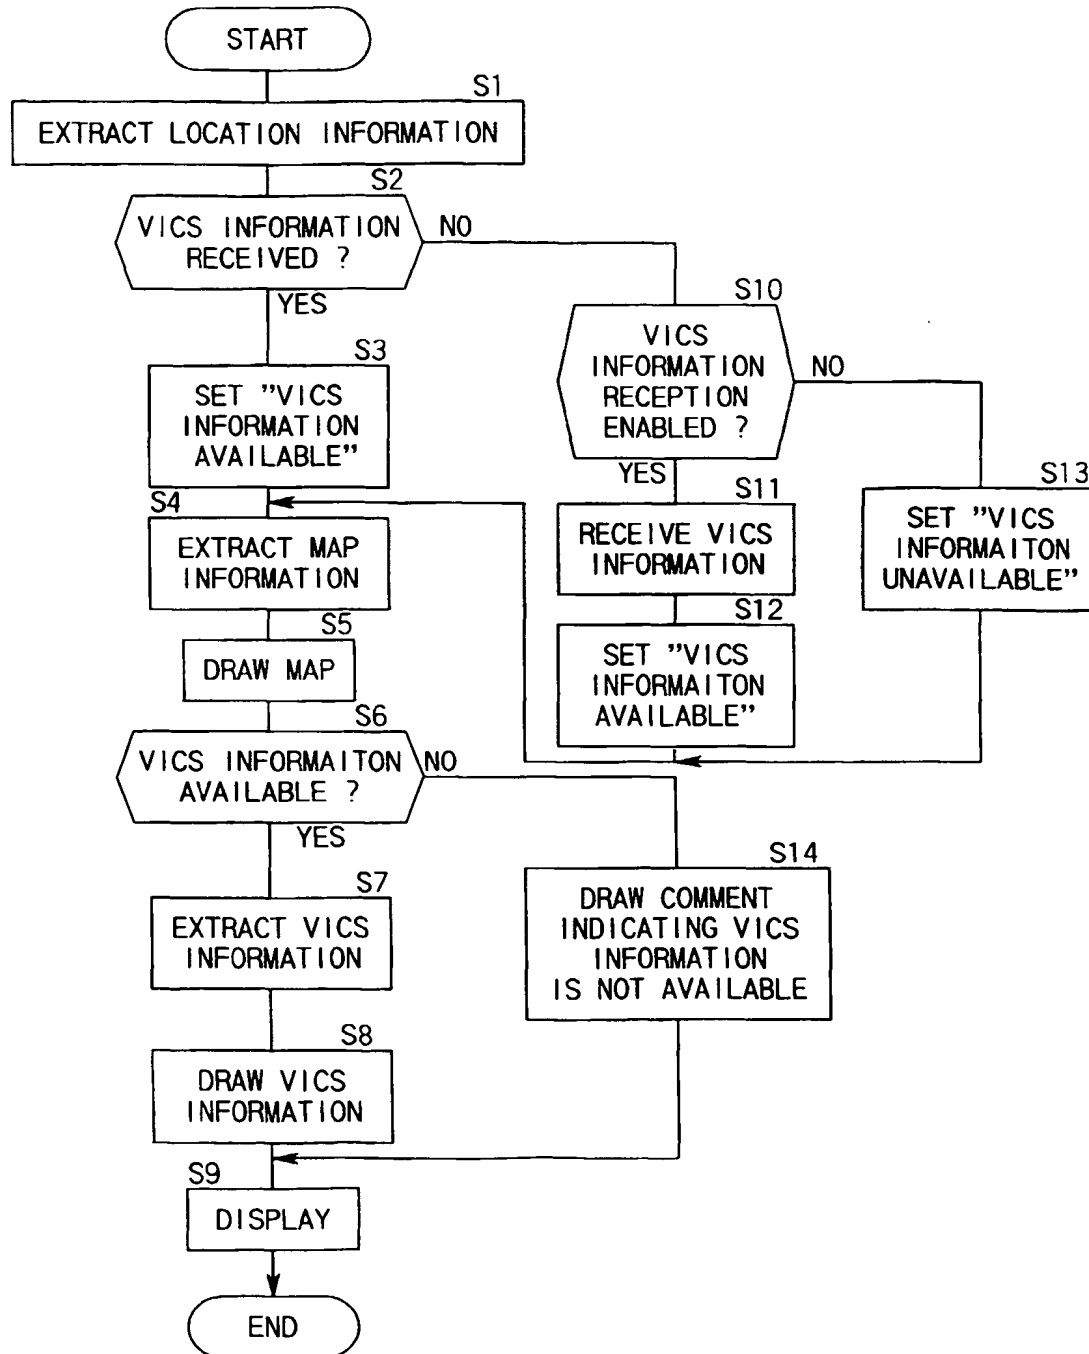 START
S1
EXTRACT LOCATION INFORMATION
S2
VICS INFORMATION
RECEIVED ?
NO
YES
S10
VICS
INFORMATION
RECEPTION
ENABLED ?
NO
YES
S3
SET "VICS
INFORMATION
AVAILABLE"
S11
RECEIVE VICS
INFORMATION
S13
SET "VICS
INFORMAITON
UNAVAILABLE"
S4
EXTRACT MAP
INFORMATION
S12
SET "VICS
INFORMAITON
AVAILABLE"
S5
DRAW MAP
S6
VICS INFORMAITON
AVAILABLE ?
NO
YES
S14
DRAW COMMENT
INDICATING VICS
INFORMATION
IS NOT AVAILABLE
S7
EXTRACT VICS
INFORMATION
S8
DRAW VICS
INFORMATION
S9
DISPLAY
END